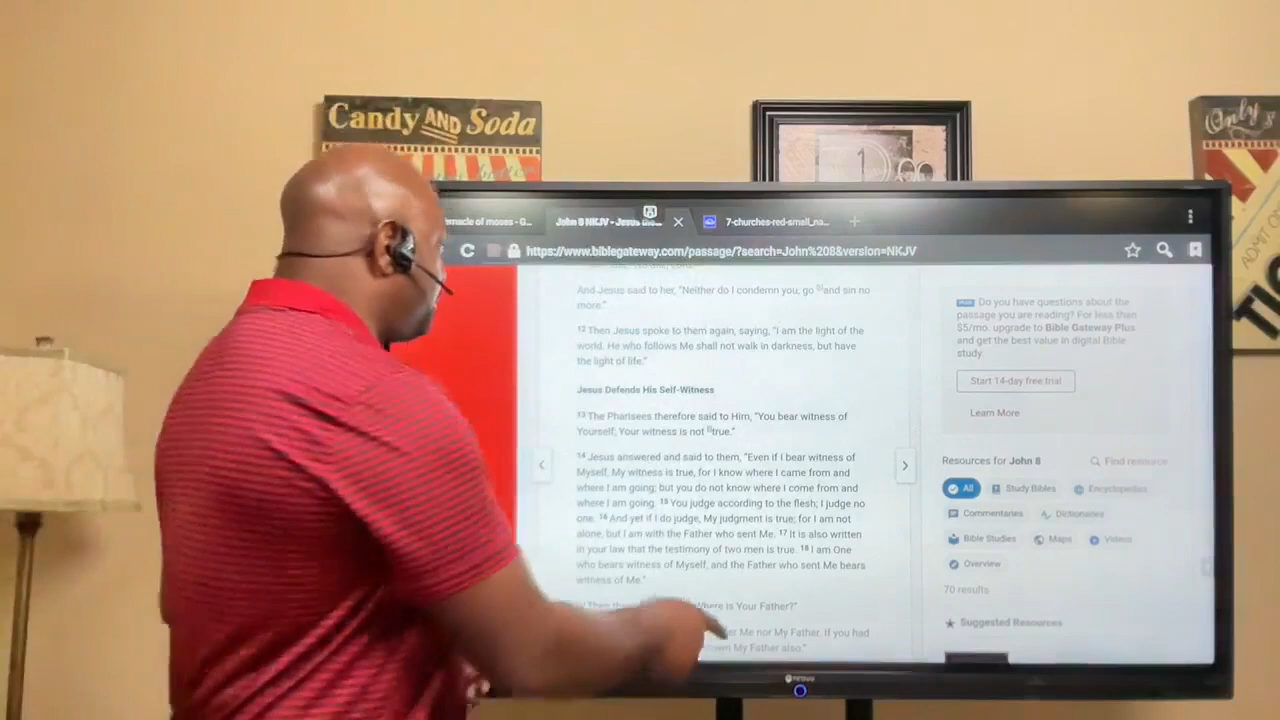 Candy AND Soda
Only
ADMIT O
TI
nacle of moses - G...
John 8 NKJV - Jesus
7-churches-red-small_na...
https://www.biblegateway.com/passage/?search=John%208&version=NKJV
And Jesus said to her, "Neither do I condemn you; go and sin no
more."
12 Then Jesus spoke to them again, saying, "I am the light of the
world. He who follows Me shall not walk in darkness, but have
the light of life."
Jesus Defends His Self-Witness
13 The Pharisees therefore said to Him, "You bear witness of
Yourself; Your witness is not true."
14 Jesus answered and said to them, "Even if I bear witness of
Myself, My witness is true, for I know where I came from and
where I am going; but you do not know where I come from and
where I am going. 15 You judge according to the flesh; I judge no
one. 16 And yet if I do judge, My judgment is true; for I am not
alone, but I am with the Father who sent Me. 17 It is also written
in your law that the testimony of two men is true. 18 I am One
who bears witness of Myself, and the Father who sent Me bears
witness of Me."
Where is Your Father?"
Me nor My Father. If you had
My Father also."
PLUS Do you have questions about the
passage you are reading? For less than
$5/mo. upgrade to Bible Gateway Plus
and get the best value in digital Bible
study.
Start 14-day free trial
Learn More
Resources for John 8
Find resource
All
Study Bibles
Encyclopedias
Commentaries
Dictionaries
Bible Studies
Maps
Videos
Overview
70 results
Suggested Resources